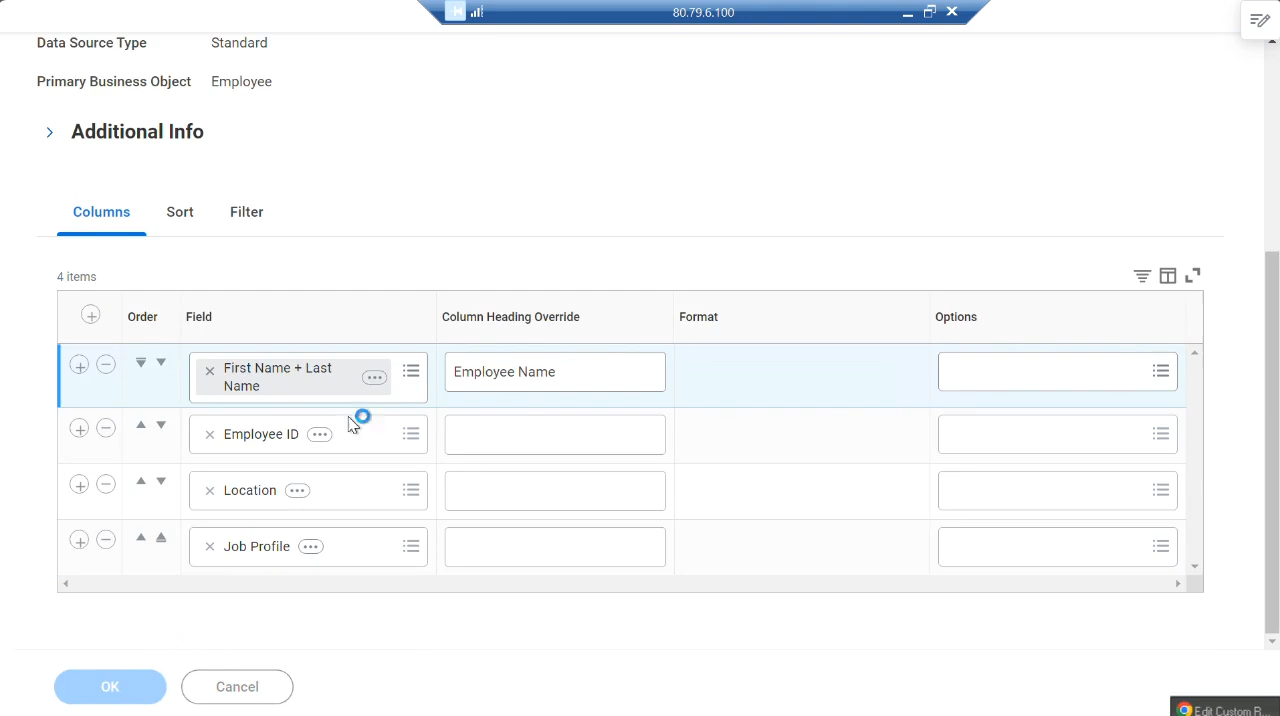 80.79.6.100
Data Source Type Standard
Primary Business Object Employee
Additional Info
Columns Sort Filter
4 items
Order Field Column Heading Override Format Options
First Name + Last
Name
Employee Name
Employee ID
Location
Job Profile
OK Cancel
Edit Custom R...